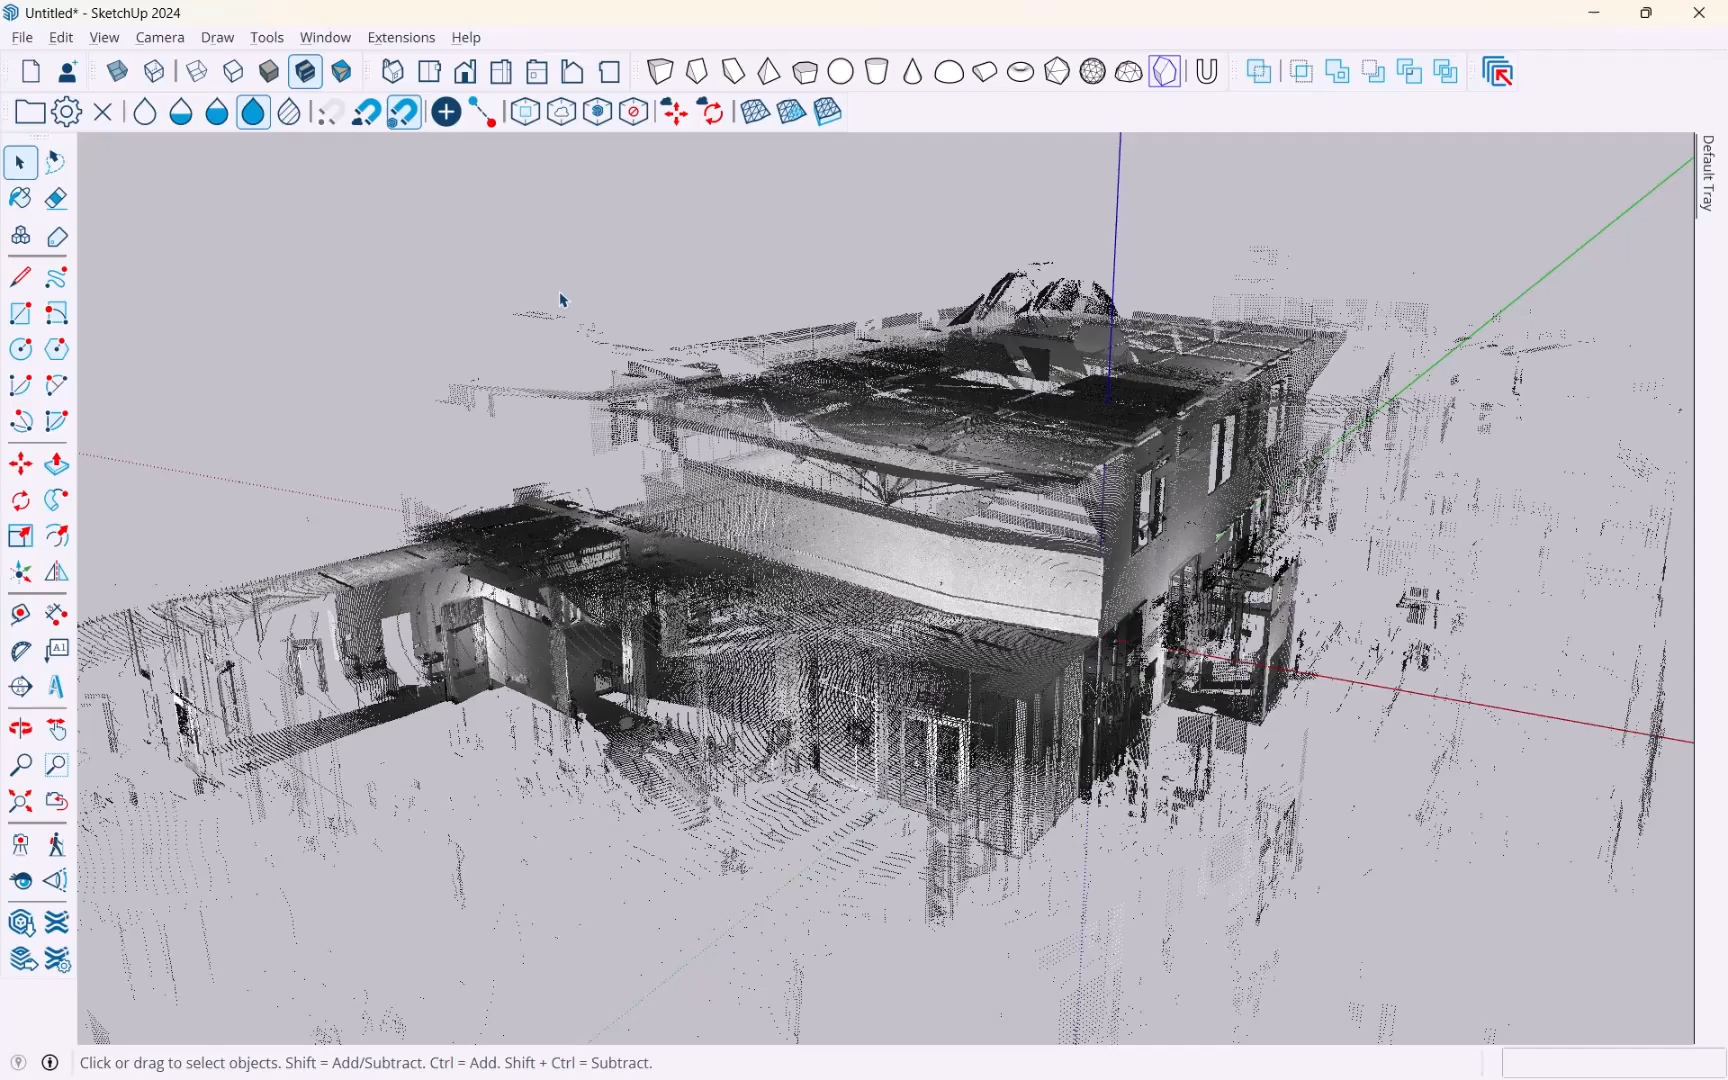 Untitled* - SketchUp 2024
File Edit View Camera Draw Tools Window Extensions Help
Default Tray
A1
A
Click or drag to select objects. Shift = Add/Subtract. Ctrl = Add. Shift + Ctrl = Subtract.